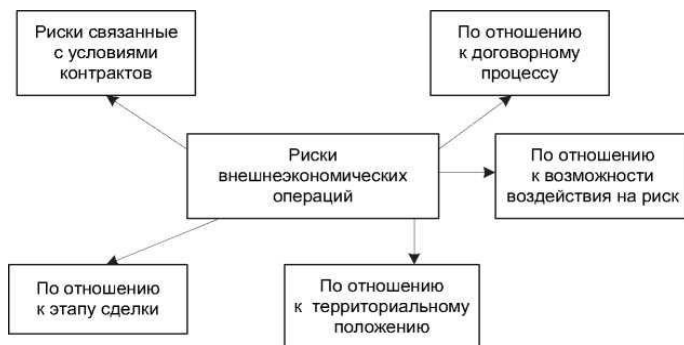 Риски связанные
с условиями
контрактов
По отношению
к договорному
процессу
Риски
внешнеэкономических
операций
По отношению
к возможности
воздействия на риск
По отношению
к этапу сделки
По отношению
к территориальному
положению